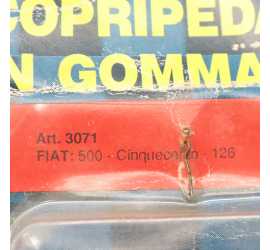 COPRIPEDA
N GOMMA
Art. 3071
FIAT: 500 - Cinquecento - 126